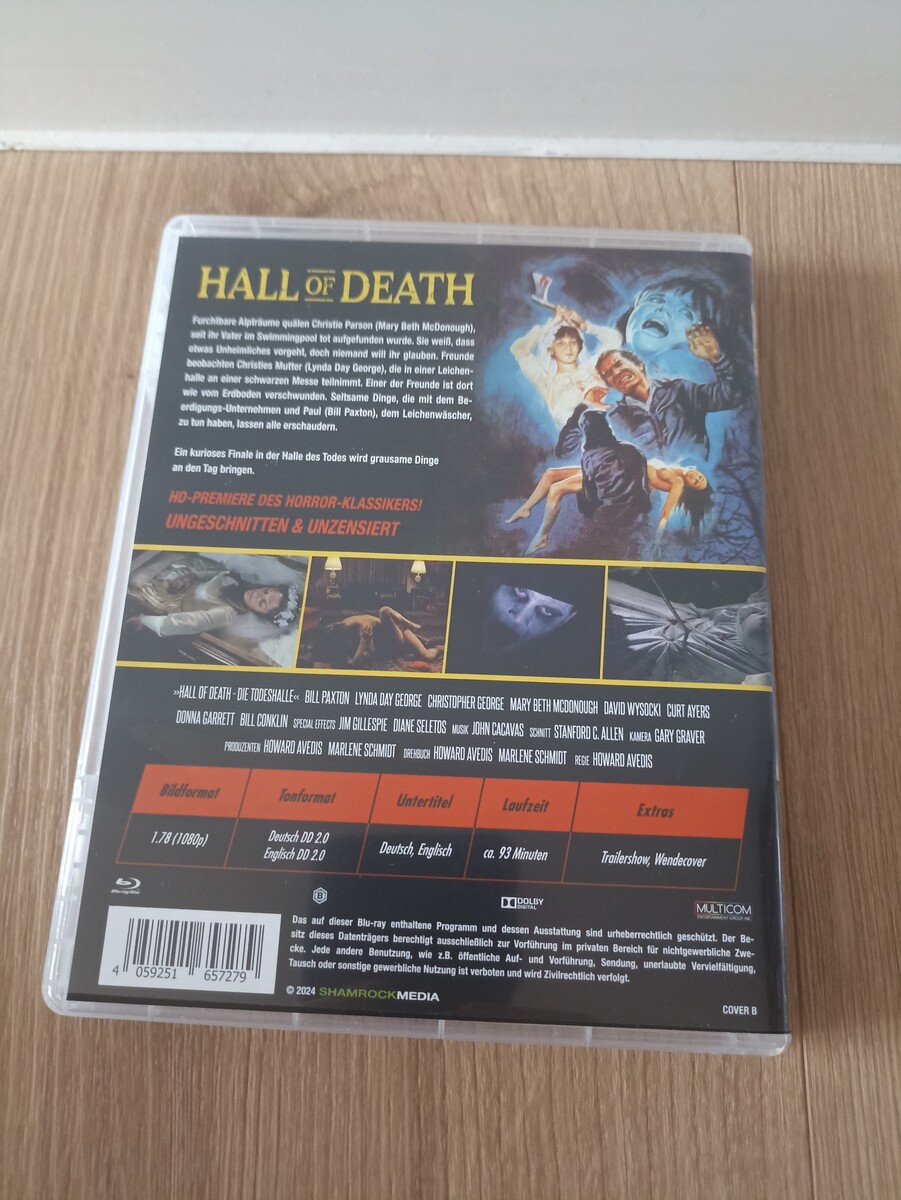 HALL OF DEATH
Furchtbare Alpträume quälen Christie Parson (Mary Beth McDonough),
seit ihr Vater im Swimmingpool tot aufgefunden wurde. Sie weiß, dass
etwas Unheimliches vorgeht, doch niemand will ihr glauben. Freunde
beobachten Christies Mutter (Lynda Day George), die in einer Leichen-
halle an einer schwarzen Messe teilnimmt. Einer der Freunde ist dort
wie vom Erdboden verschwunden. Seltsame Dinge, die mit dem Be-
erdigungs-Unternehmen und Paul (Bill Paxton), dem Leichenwäscher,
zu tun haben, lassen alle erschaudern.
Ein kurioses Finale in der Halle des Todes wird grausame Dinge
an den Tag bringen.
HD-PREMIERE DES HORROR-KLASSIKERS!
UNGESCHNITTEN & UNZENSIERT
»HALL OF DEATH - DIE TODESHALLE« BILL PAXTON LYNDA DAY GEORGE CHRISTOPHER GEORGE MARY BETH MCDONOUGH DAVID WYSOCKI CURT AYERS
DONNA GARRETT BILL CONKLIN SPECIAL EFFECTS JIM GILLESPIE DIANE SELETOS MUSIK JOHN CACAVAS SCHNITT STANFORD C. ALLEN KAMERA GARY GRAVER
PRODUZENTEN HOWARD AVEDIS MARLENE SCHMIDT DREHBUCH HOWARD AVEDIS MARLENE SCHMIDT REGIE HOWARD AVEDIS
Bildformat Tonformat Untertitel Laufzeit Extras
1.78 (1080p) Deutsch DD 2.0 Deutsch, Englisch ca. 93 Minuten Trailershow, Wendecover
Englisch DD 2.0
Blu-ray Disc
B
DOLBY DIGITAL
MULTICOM
ENTERTAINMENT GROUP INC.
4 059251 657279
Das auf dieser Blu-ray enthaltene Programm und dessen Ausstattung sind urheberrechtlich geschützt. Der Be-
sitz dieses Datenträgers berechtigt ausschließlich zur Vorführung im privaten Bereich für nichtgewerbliche Zwe-
cke. Jede andere Benutzung, wie z.B. öffentliche Auf- und Vorführung, Sendung, unerlaubte Vervielfältigung,
Tausch oder sonstige gewerbliche Nutzung ist verboten und wird Zivilrechtlich verfolgt.
© 2024 SHAMROCKMEDIA
COVER B